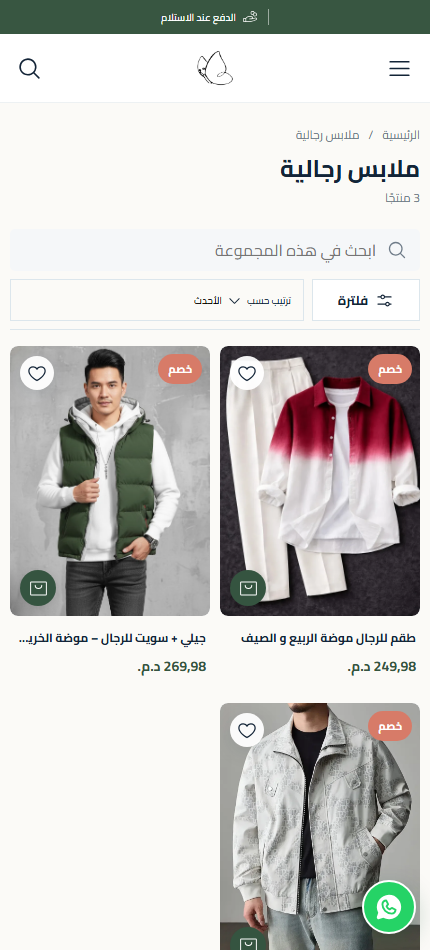 الدفع عند الاستلام
الرئيسية / ملابس رجالية
ملابس رجالية
3 منتجًا
ابحث في هذه المجموعة
فلترة
ترتيب حسب الأحدث
خصم
خصم
طقم للرجال موضة الربيع و الصيف
249,98 د.م.
جيلي + سويت للرجال – موضة الخري...
269,98 د.م.
خصم